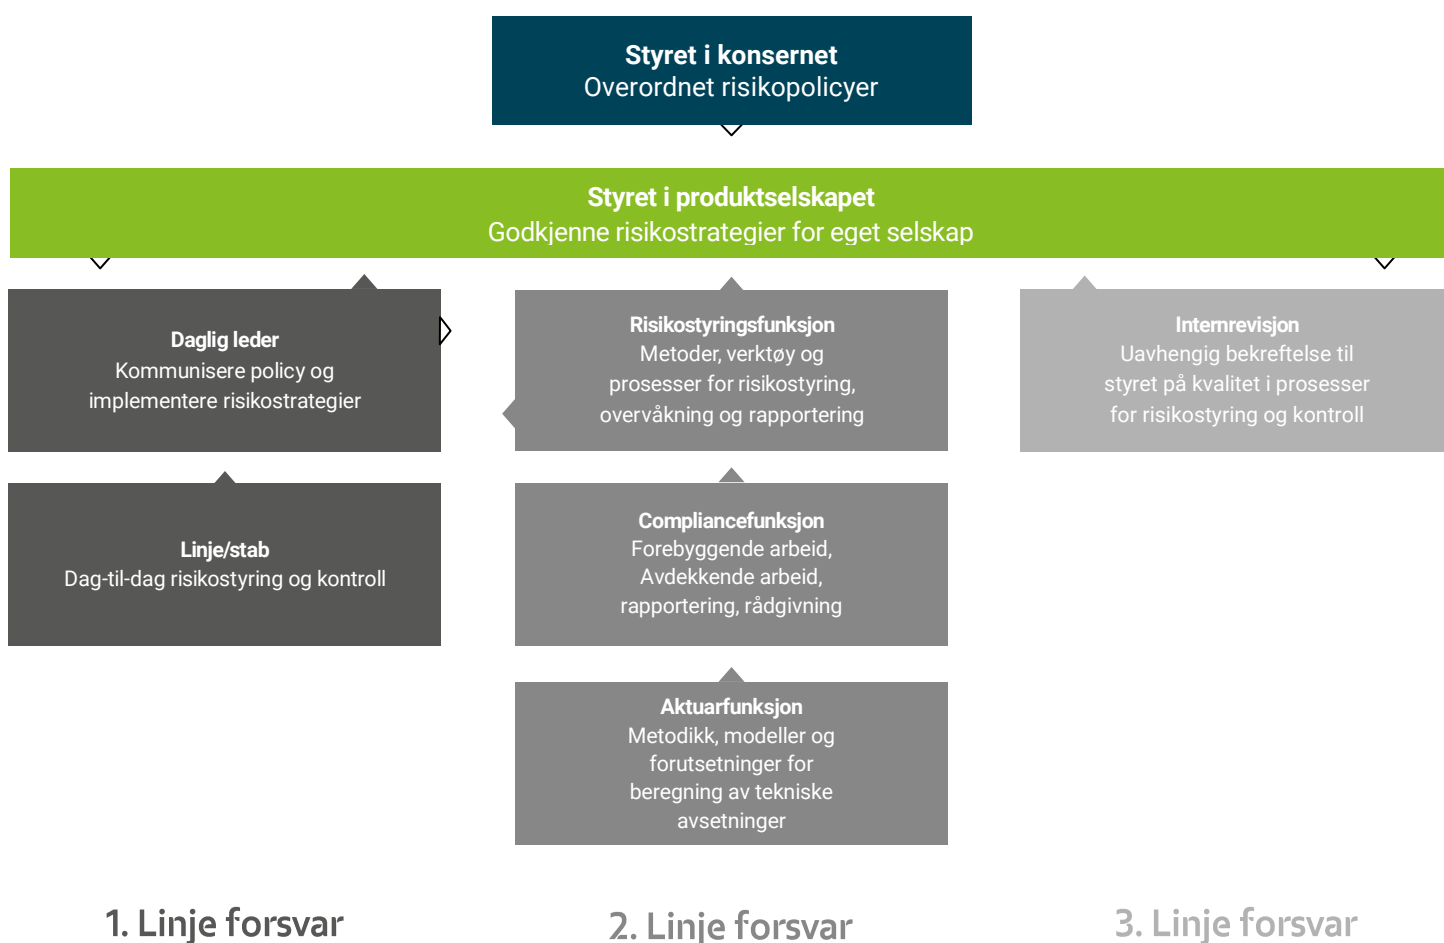 Styret i konsernet
Overordnet risikopolicyer
Styret i produktselskapet
Godkjenne risikostrategier for eget selskap
Daglig leder
Kommunisere policy og
implementere risikostrategier
Linje/stab
Dag-til-dag risikostyring og kontroll
Risikostyringsfunksjon
Metoder, verktøy og
prosesser for risikostyring,
overvåkning og rapportering
Compliancefunksjon
Forebyggende arbeid,
Avdekkende arbeid,
rapportering, rådgivning
Aktuarfunksjon
Metodikk, modeller og
forutsetninger for
beregning av tekniske
avsetninger
Internrevisjon
Uavhengig bekreftelse til
styret på kvalitet i prosesser
for risikostyring og kontroll
1. Linje forsvar
2. Linje forsvar
3. Linje forsvar